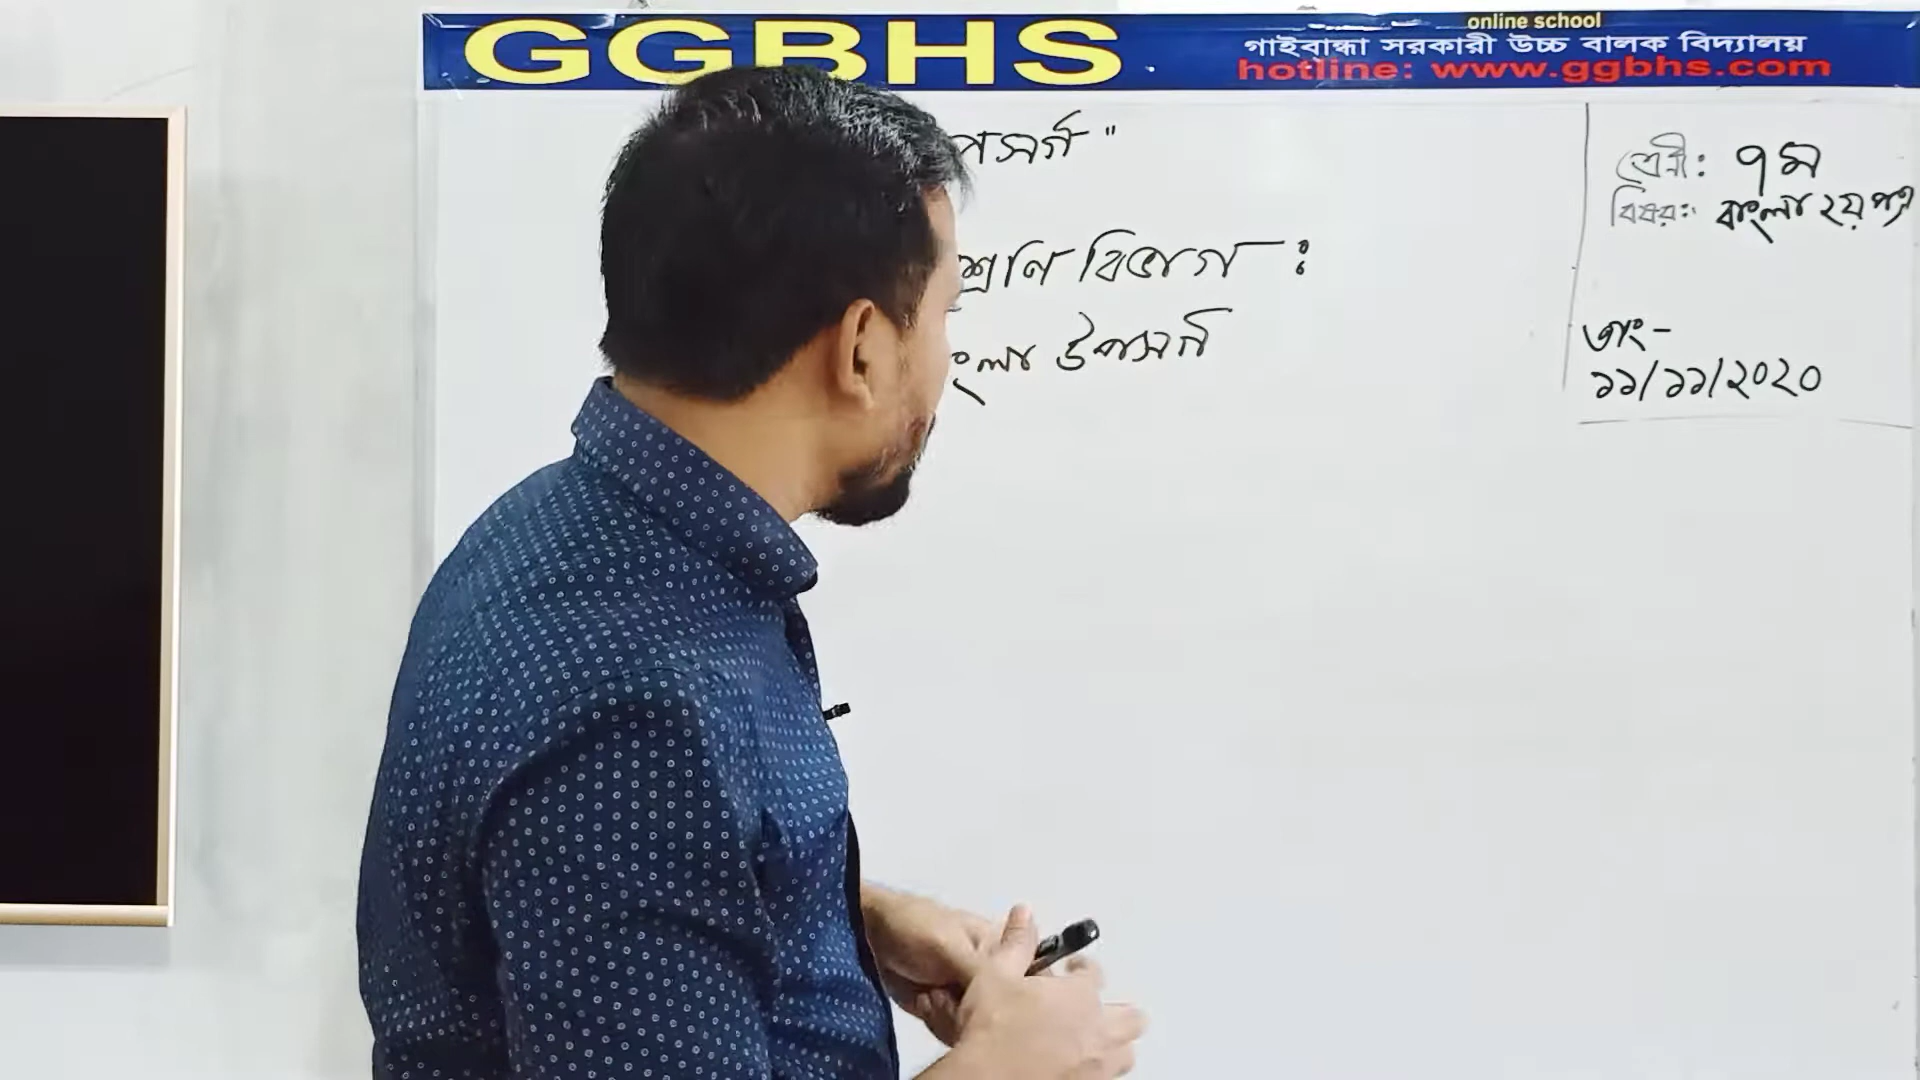 GGBHS
online school
গাইবান্ধা সরকারী উচ্চ বালক বিদ্যালয়
hotline: www.ggbhs.com
পসর্গ"
শ্রেণি বিভাগ :
ংলা উপসর্গ
শ্রেণী: ৭ম
বিষয়: বাংলা ২য় পত্র
তাং-
১১/১১/২০২০